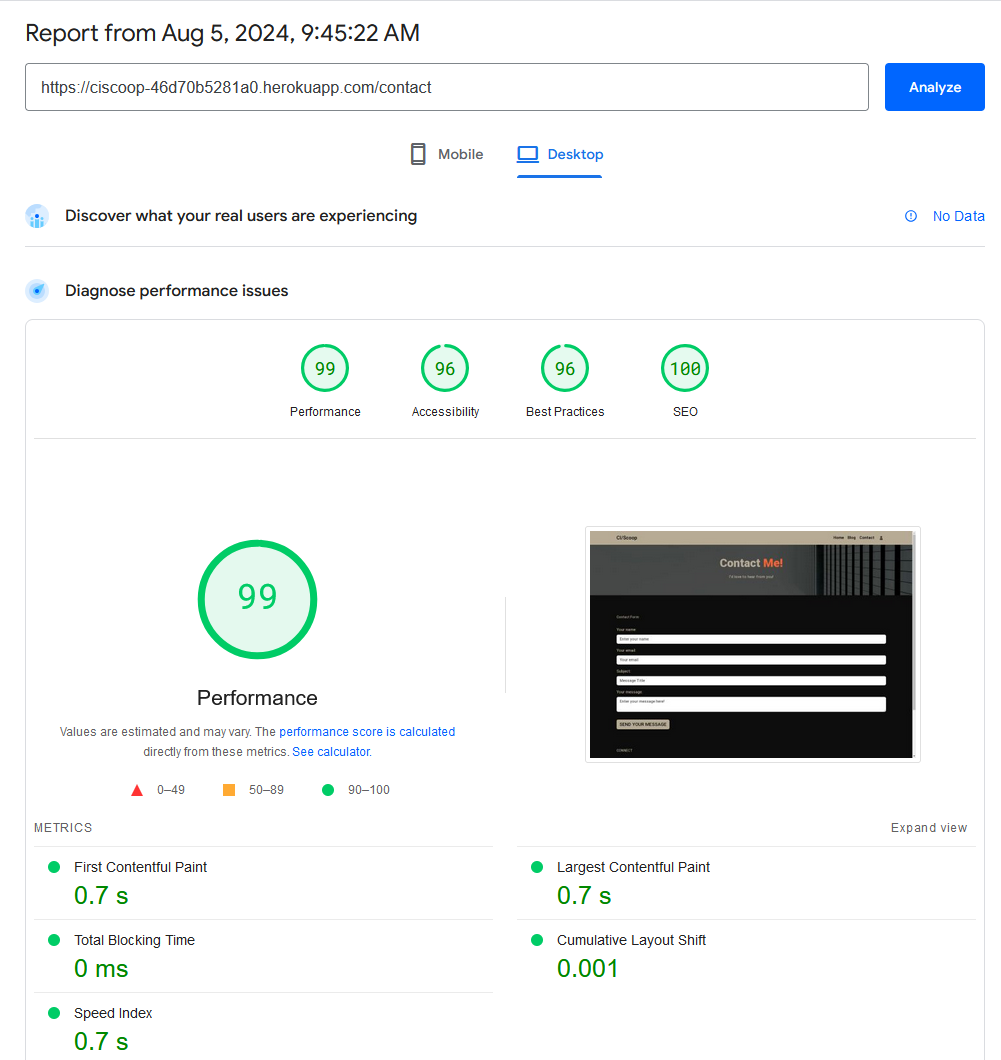 Report from Aug 5, 2024, 9:45:22 AM
https://ciscoop-46d70b5281a0.herokuapp.com/contact
Analyze
Mobile
Desktop
Discover what your real users are experiencing
No Data
Diagnose performance issues
99
96
96
100
Performance
Accessibility
Best Practices
SEO
99
Performance
Values are estimated and may vary. The performance score is calculated
directly from these metrics. See calculator.
0–49
50–89
90–100
CI/Scoop
Home Blog Contact
Contact Me!
I'd love to hear from you!
Contact Form
Your name
Enter your name
Your email
Your email
Subject
Message Title
Your message
Enter your message here!
SEND YOUR MESSAGE
CONNECT
METRICS
Expand view
First Contentful Paint
0.7 s
Largest Contentful Paint
0.7 s
Total Blocking Time
0 ms
Cumulative Layout Shift
0.001
Speed Index
0.7 s